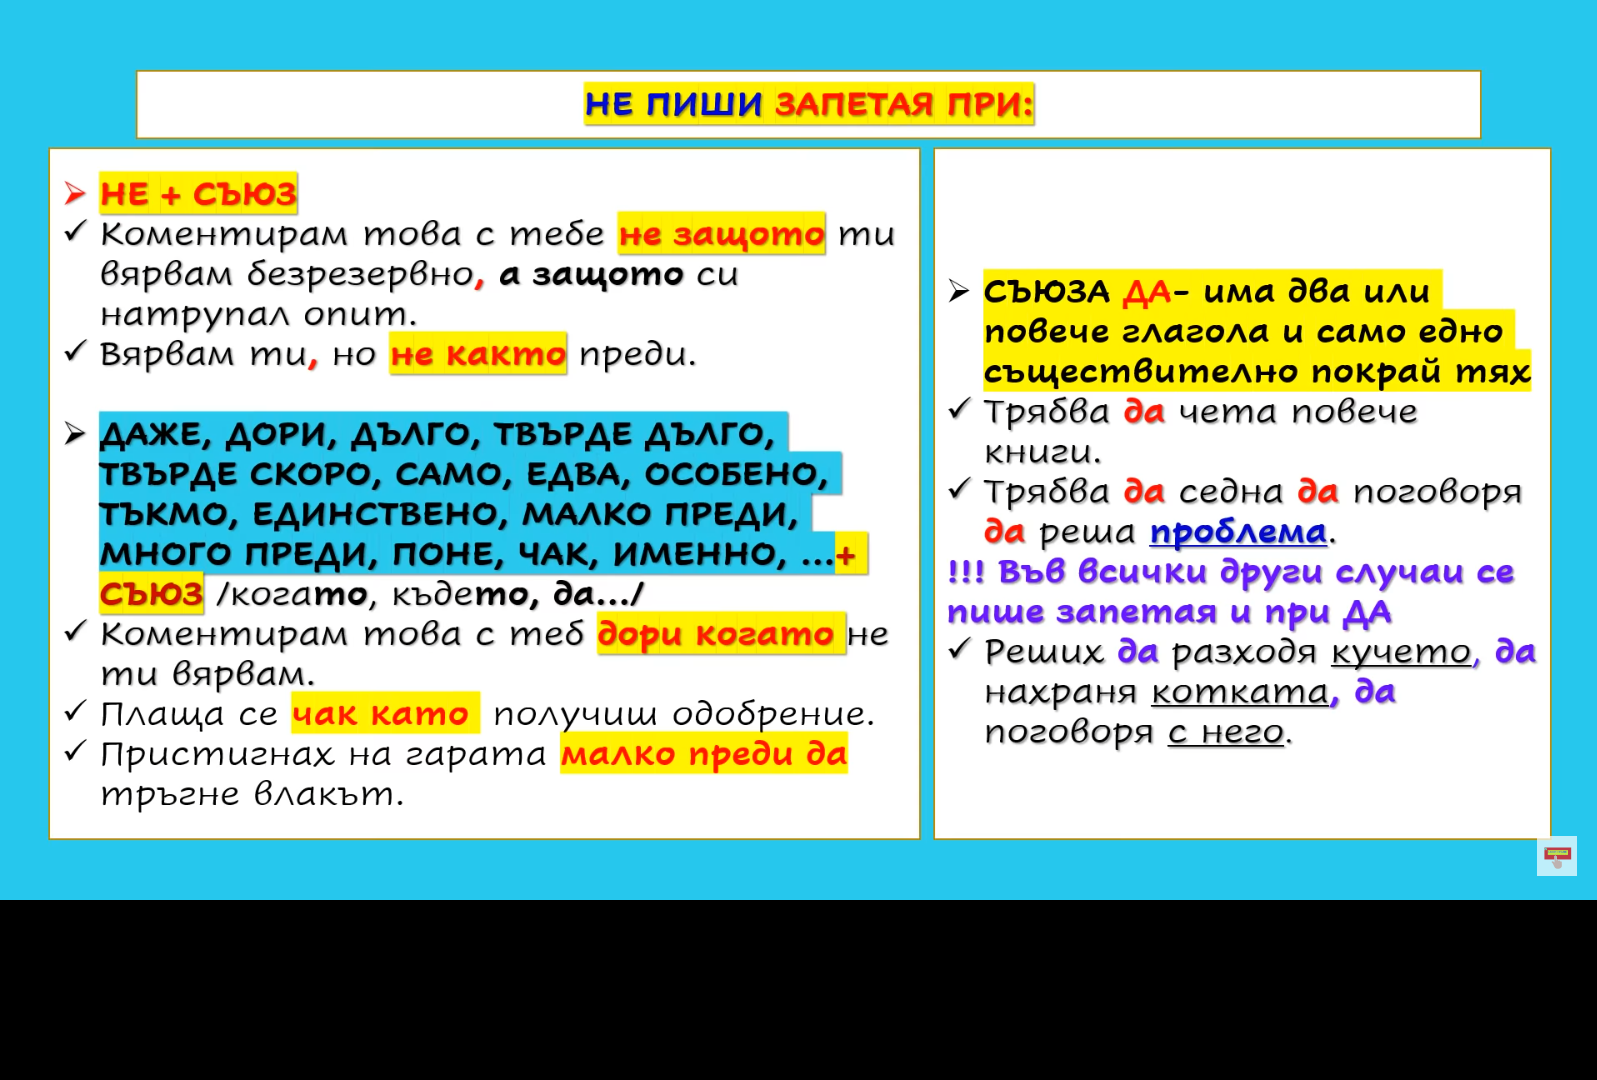 НЕ ПИШИ ЗАПЕТАЯ ПРИ:
НЕ + СЪЮЗ
Коментирам това с тебе не защото ти
вярвам безрезервно, а защото си
натрупал опит.
Вярвам ти, но не както преди.
ДАЖЕ, ДОРИ, ДЪЛГО, ТВЪРДЕ ДЪЛГО,
ТВЪРДЕ СКОРО, САМО, ЕДВА, ОСОБЕНО,
ТЪКМО, ЕДИНСТВЕНО, МАЛКО ПРЕДИ,
МНОГО ПРЕДИ, ПОНЕ, ЧАК, ИМЕННО, ...+
СЪЮЗ /когато, където, да.../
Коментирам това с теб дори когато не
ти вярвам.
Плаща се чак като получиш одобрение.
Пристигнах на гарата малко преди да
тръгне влакът.
СЪЮЗА ДА- има два или
повече глагола и само едно
съществително покрай тях
Трябва да чета повече
книги.
Трябва да седна да поговоря
да реша проблема.
!!! Във всички други случаи се
пише запетая и при ДА
Реших да разходя кучето, да
нахраня котката, да
поговоря с него.